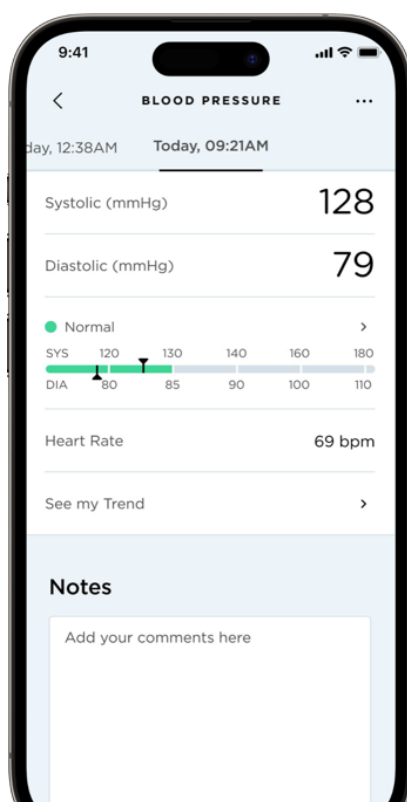 9:41
BLOOD PRESSURE
day, 12:38AM Today, 09:21AM
Systolic (mmHg) 128
Diastolic (mmHg) 79
Normal
SYS 120 130 140 160 180
DIA 80 85 90 100 110
Heart Rate 69 bpm
See my Trend
Notes
Add your comments here